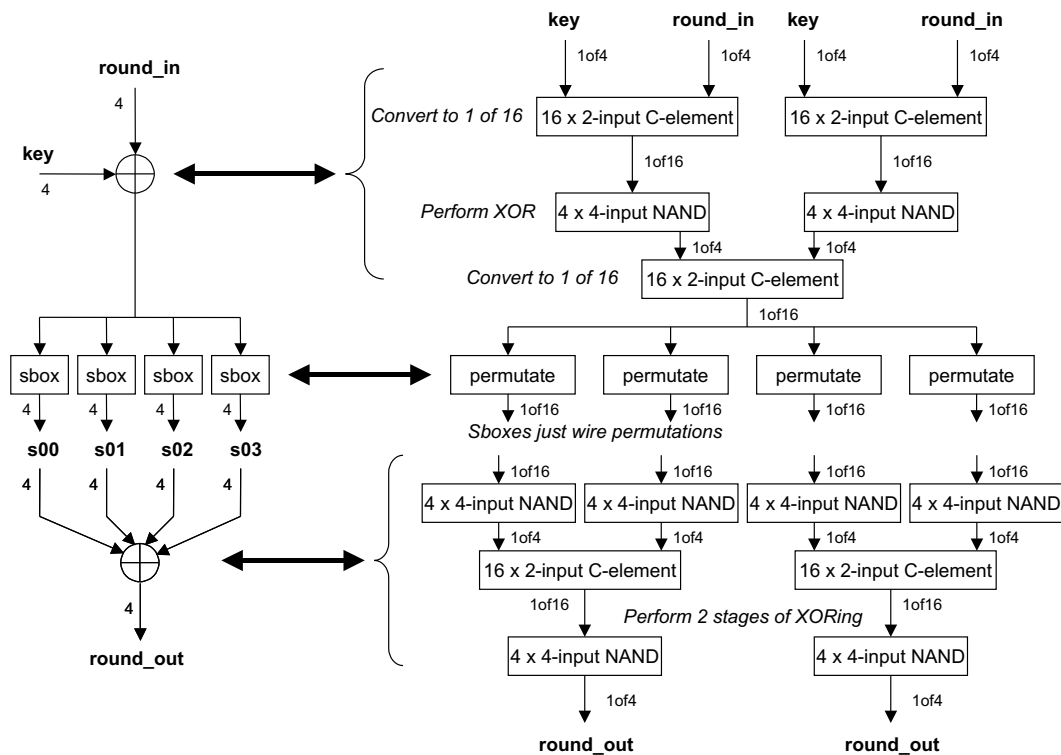 key round_in key round_in
1of4 1of4 1of4 1of4
round_in
4
Convert to 1 of 16
16 x 2-input C-element 16 x 2-input C-element
key
4
1of16 1of16
Perform XOR
4 x 4-input NAND 4 x 4-input NAND
1of4 1of4
Convert to 1 of 16
16 x 2-input C-element
1of16
sbox sbox sbox sbox
permutate permutate permutate permutate
4 4 4 4
1of16 1of16 1of16 1of16
Sboxes just wire permutations
s00 s01 s02 s03
4 4 4 4
1of16 1of16 1of16 1of16
4 x 4-input NAND 4 x 4-input NAND 4 x 4-input NAND 4 x 4-input NAND
1of4 1of4 1of4 1of4
16 x 2-input C-element 16 x 2-input C-element
4
1of16 1of16
Perform 2 stages of XORing
round_out
4 x 4-input NAND 4 x 4-input NAND
1of4 1of4
round_out round_out